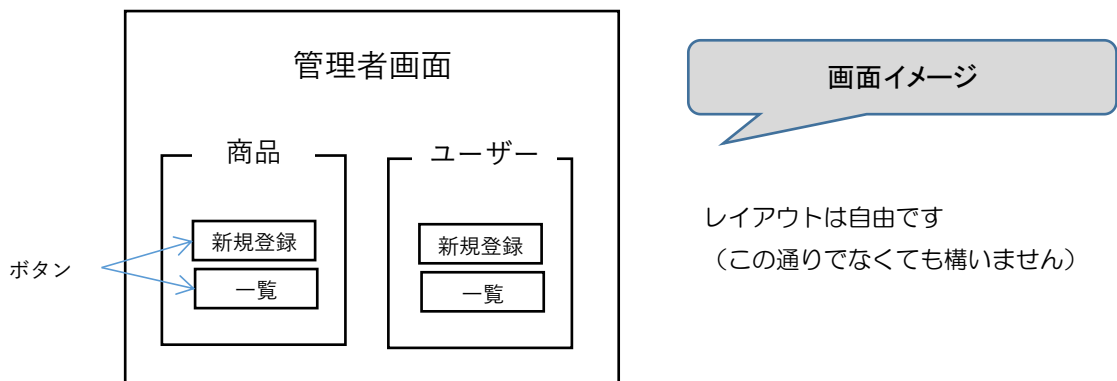 管理者画面
画面イメージ
商品
ユーザー
新規登録
一覧
新規登録
一覧
ボタン
レイアウトは自由です
（この通りでなくても構いません）